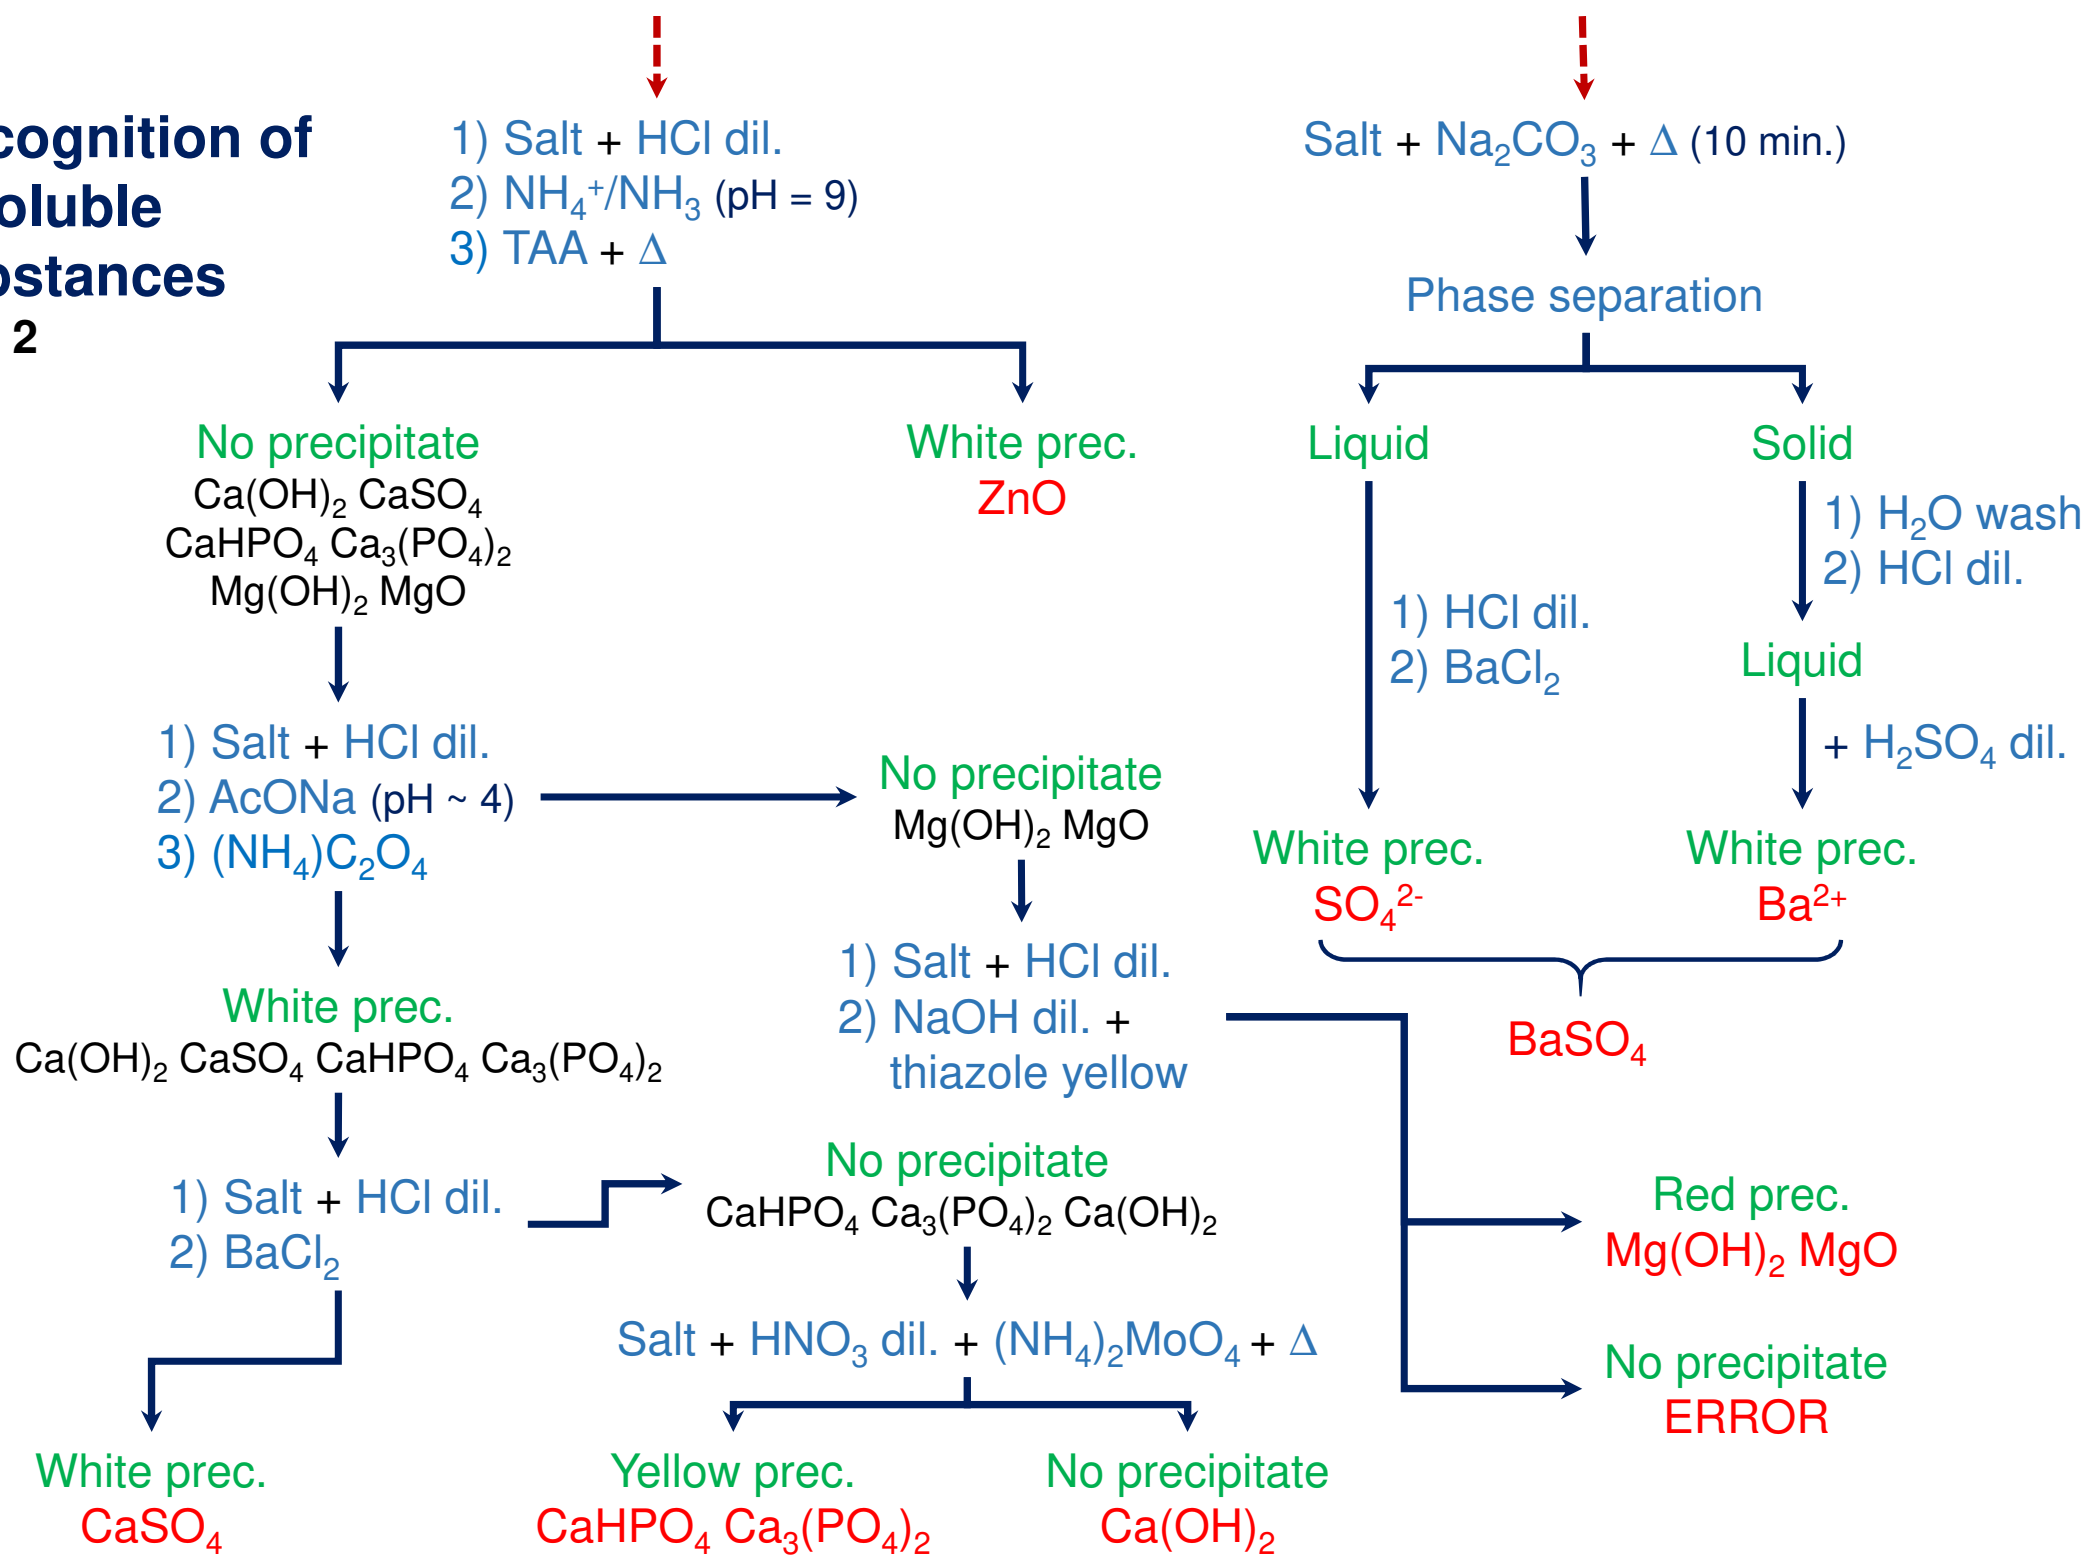 cognition of
oluble
ostances
2
1) Salt + HCl dil.
2) NH₄⁺/NH₃ (pH = 9)
3) TAA + Δ
Salt + Na₂CO₃ + Δ (10 min.)
Phase separation
No precipitate
Ca(OH)₂ CaSO₄
CaHPO₄ Ca₃(PO₄)₂
Mg(OH)₂ MgO
White prec.
ZnO
Liquid
Solid
1) H₂O wash
2) HCl dil.
1) HCl dil.
2) BaCl₂
Liquid
+ H₂SO₄ dil.
1) Salt + HCl dil.
2) AcONa (pH ~ 4)
3) (NH₄)C₂O₄
No precipitate
Mg(OH)₂ MgO
White prec.
SO₄²⁻
White prec.
Ba²⁺
BaSO₄
1) Salt + HCl dil.
2) NaOH dil. +
thiazole yellow
White prec.
Ca(OH)₂ CaSO₄ CaHPO₄ Ca₃(PO₄)₂
1) Salt + HCl dil.
2) BaCl₂
No precipitate
CaHPO₄ Ca₃(PO₄)₂ Ca(OH)₂
Red prec.
Mg(OH)₂ MgO
Salt + HNO₃ dil. + (NH₄)₂MoO₄ + Δ
No precipitate
ERROR
White prec.
CaSO₄
Yellow prec.
CaHPO₄ Ca₃(PO₄)₂
No precipitate
Ca(OH)₂